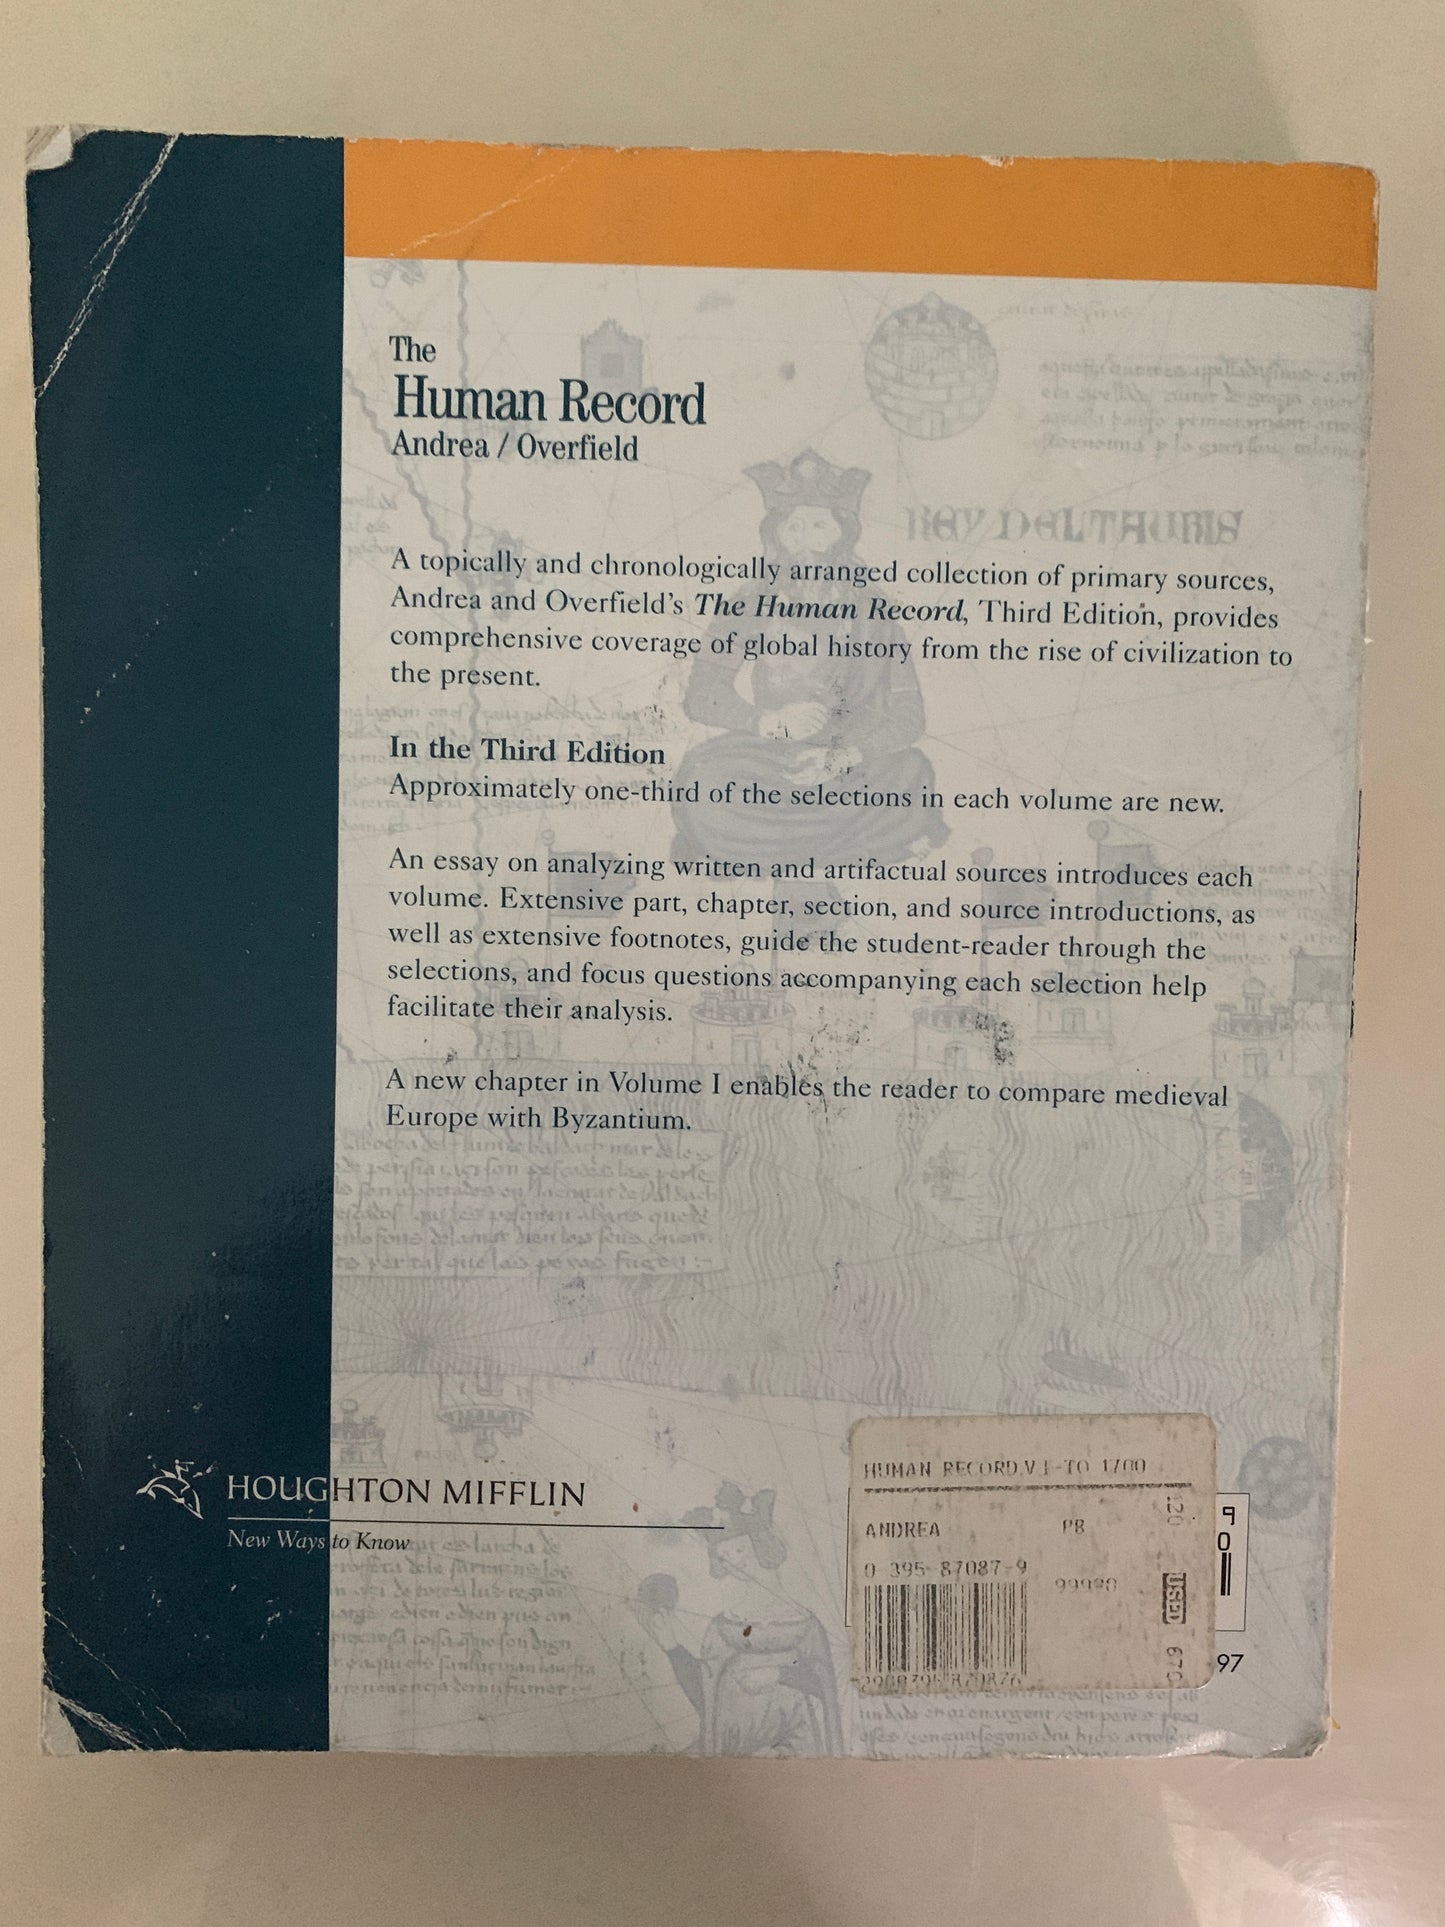 The
Human Record
Andrea / Overfield
REY DELTAURIS
A topically and chronologically arranged collection of primary sources,
Andrea and Overfield's The Human Record, Third Edition, provides
comprehensive coverage of global history from the rise of civilization to
the present.
In the Third Edition
Approximately one-third of the selections in each volume are new.
An essay on analyzing written and artifactual sources introduces each
volume. Extensive part, chapter, section, and source introductions, as
well as extensive footnotes, guide the student-reader through the
selections, and focus questions accompanying each selection help
facilitate their analysis.
A new chapter in Volume I enables the reader to compare medieval
Europe with Byzantium.
HOUGHTON MIFFLIN
New Ways to Know
HUMAN RECORD,V I-TO 1700
ANDREA PB
0 395-87087-9
USED
97